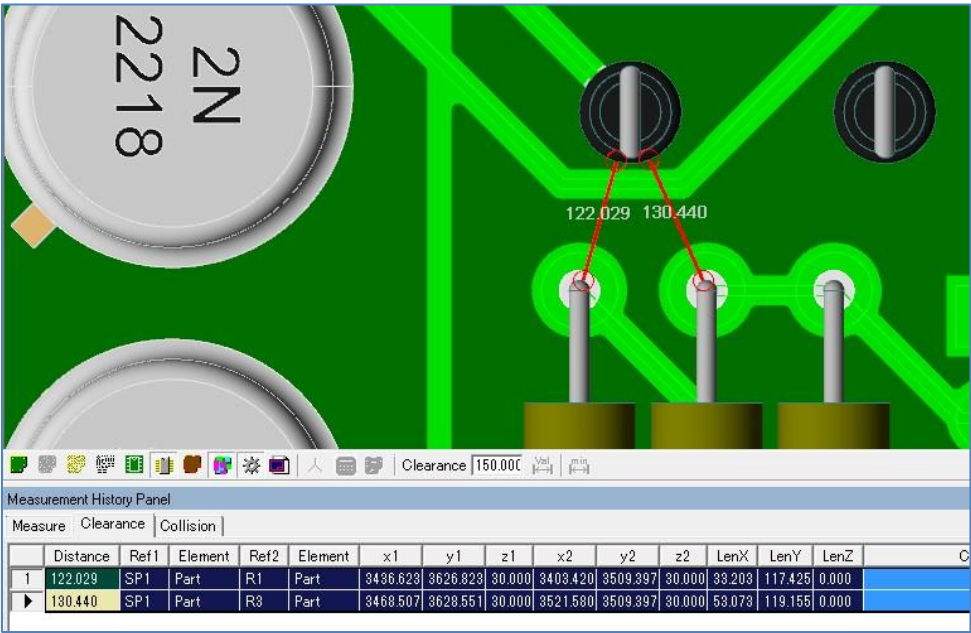 2N
2218
122.029 130.440
Clearance 150.000 Val min
Measurement History Panel
Measure Clearance Collision
Distance Ref1 Element Ref2 Element x1 y1 z1 x2 y2 z2 LenX LenY LenZ C
1 122.029 SP1 Part R1 Part 3436.623 3626.823 30.000 3403.420 3509.397 30.000 33.203 117.425 0.000
130.440 SP1 Part R3 Part 3468.507 3628.551 30.000 3521.580 3509.397 30.000 53.073 119.155 0.000